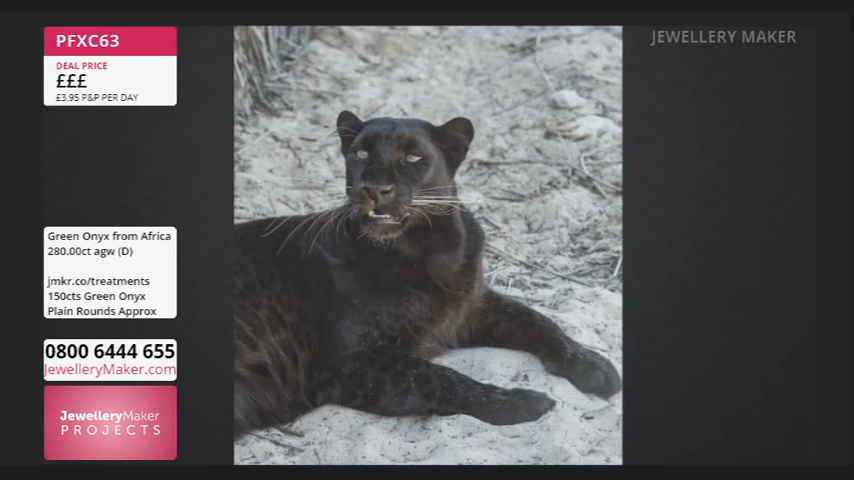 PFXC63
DEAL PRICE
£££
£3.95 P&P PER DAY
JEWELLERY MAKER
Green Onyx from Africa
280.00ct agw (D)
jmkr.co/treatments
150cts Green Onyx
Plain Rounds Approx
0800 6444 655
JewelleryMaker.com
JewelleryMaker
PROJECTS